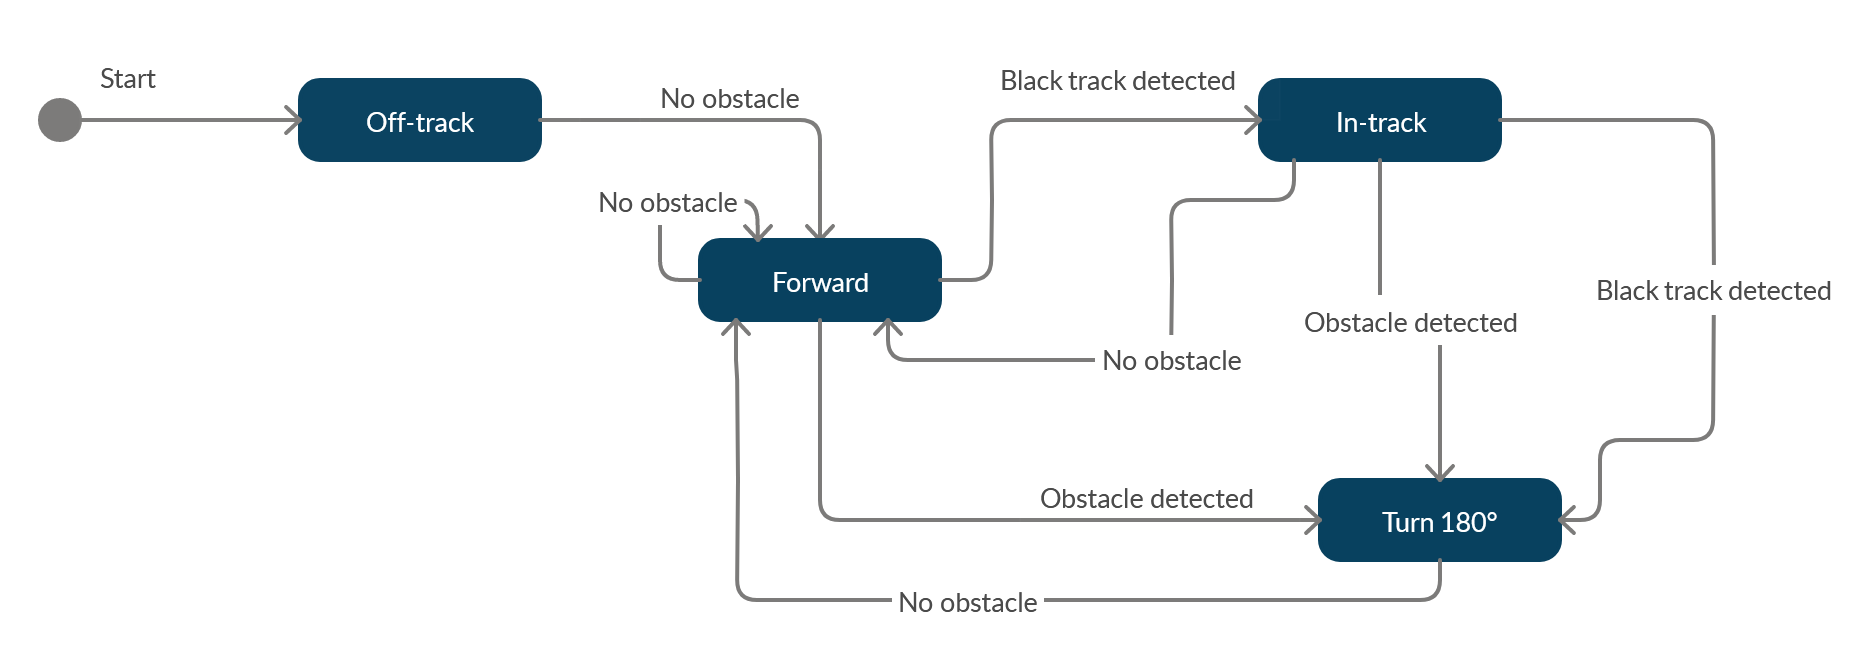 Start
Off-track
No obstacle
Black track detected
In-track
No obstacle
Forward
Black track detected
Obstacle detected
No obstacle
Obstacle detected
Turn 180°
No obstacle